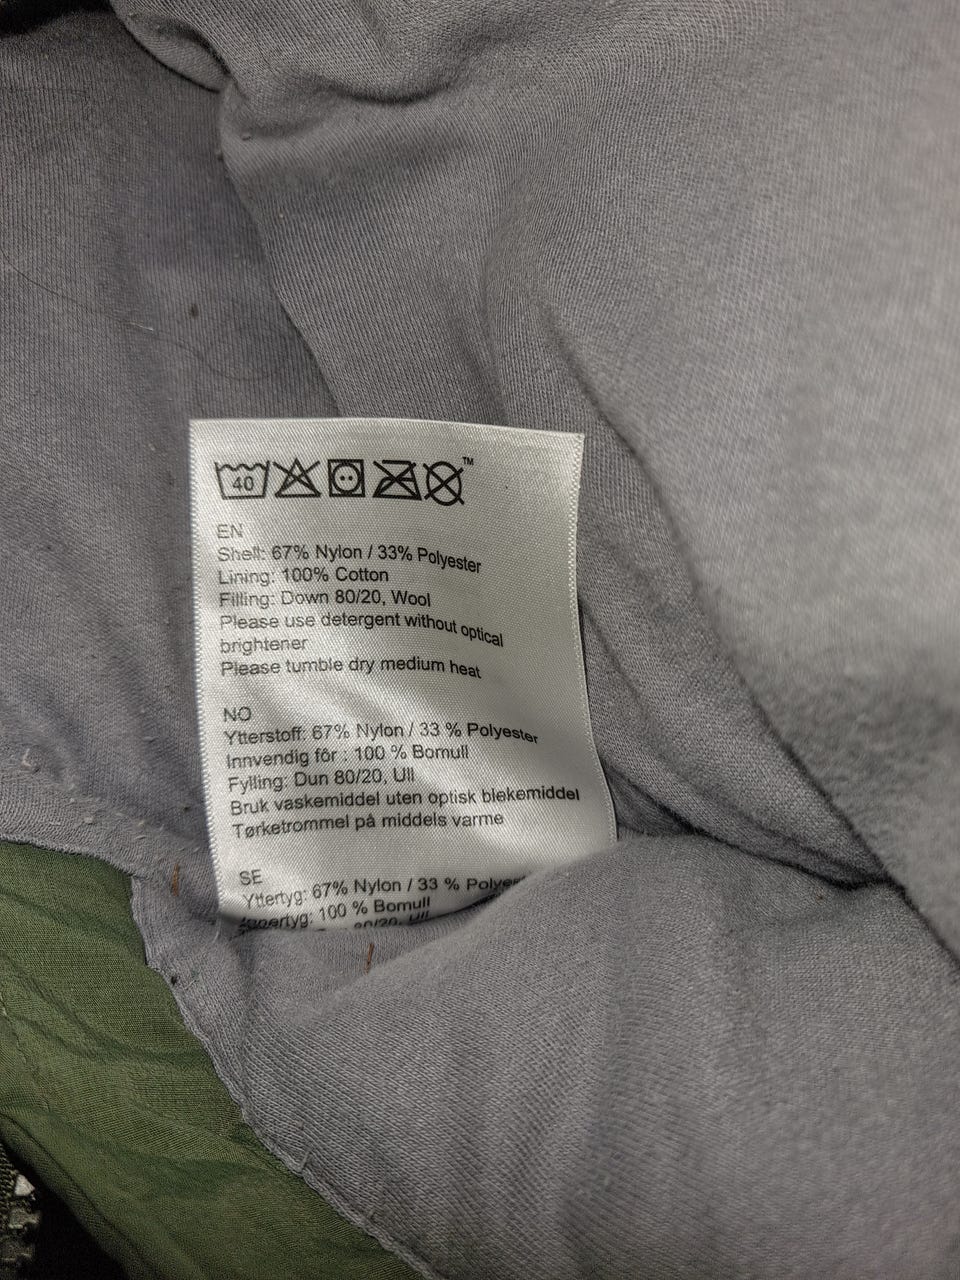 40 ™
EN
Shell: 67% Nylon / 33% Polyester
Lining: 100% Cotton
Filling: Down 80/20, Wool
Please use detergent without optical
brightener
Please tumble dry medium heat
NO
Ytterstoff: 67% Nylon / 33 % Polyester
Innvendig fôr : 100 % Bomull
Fylling: Dun 80/20, Ull
Bruk vaskemiddel uten optisk blekemiddel
Tørketrommel på middels varme
SE
Yttertyg: 67% Nylon / 33 %
100 % Bomull
80/20, Ull